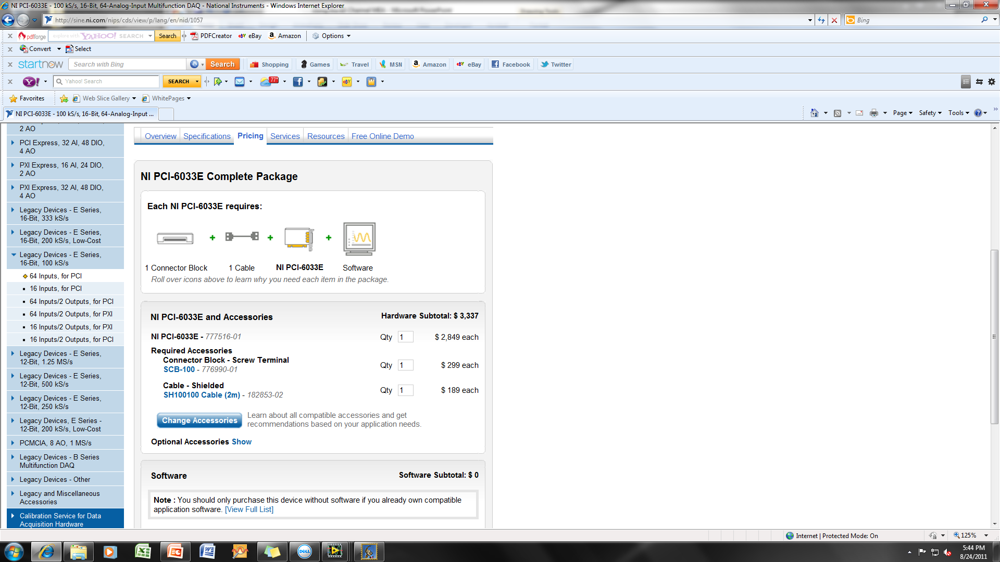 NI PCI-6033E - 100 kS/s, 16-Bit, 64-Analog-Input Multifunction DAQ - National Instruments - Windows Internet Explorer
http://sine.ni.com/nips/cds/view/p/lang/en/nid/1057
Bing
x pdfforge explore with YAHOO! SEARCH Search PDFCreator eBay Amazon Options
x Convert Select
x startnow Search with Bing Search Shopping Games Travel MSN Amazon eBay Facebook Twitter
x Y! Yahoo! Search SEARCH 77°
Favorites Web Slice Gallery WhitePages
NI PCI-6033E - 100 kS/s, 16-Bit, 64-Analog-Input ...
Page Safety Tools
2 AO
PCI Express, 32 AI, 48 DIO,
4 AO
PXI Express, 16 AI, 24 DIO,
2 AO
PXI Express, 32 AI, 48 DIO,
4 AO
Legacy Devices - E Series,
16-Bit, 333 kS/s
Legacy Devices - E Series,
16-Bit, 200 kS/s, Low-Cost
Legacy Devices - E Series,
16-Bit, 100 kS/s
64 Inputs, for PCI
16 Inputs, for PCI
64 Inputs/2 Outputs, for PCI
64 Inputs/2 Outputs, for PXI
16 Inputs/2 Outputs, for PXI
16 Inputs/2 Outputs, for PCI
Legacy Devices - E Series,
12-Bit, 1.25 MS/s
Legacy Devices - E Series,
12-Bit, 500 kS/s
Legacy Devices - E Series,
12-Bit, 250 kS/s
Legacy Devices, E Series -
12-Bit, 200 kS/s, Low-Cost
PCMCIA, 8 AO, 1 MS/s
Legacy Devices - B Series
Multifunction DAQ
Legacy Devices - Other
Legacy and Miscellaneous
Accessories
Calibration Service for Data
Acquisition Hardware
Overview Specifications Pricing Services Resources Free Online Demo
NI PCI-6033E Complete Package
Each NI PCI-6033E requires:
+ + +
1 Connector Block 1 Cable NI PCI-6033E Software
Roll over icons above to learn why you need each item in the package.
NI PCI-6033E and Accessories Hardware Subtotal: $ 3,337
NI PCI-6033E - 777516-01 Qty 1 $ 2,849 each
Required Accessories
Connector Block - Screw Terminal
SCB-100 - 776990-01 Qty 1 $ 299 each
Cable - Shielded
SH100100 Cable (2m) - 182853-02 Qty 1 $ 189 each
Change Accessories
Learn about all compatible accessories and get
recommendations based on your application needs.
Optional Accessories Show
Software Software Subtotal: $ 0
Note : You should only purchase this device without software if you already own compatible
application software. [View Full List]
Internet | Protected Mode: On 125%
DELL
5:44 PM
8/24/2011